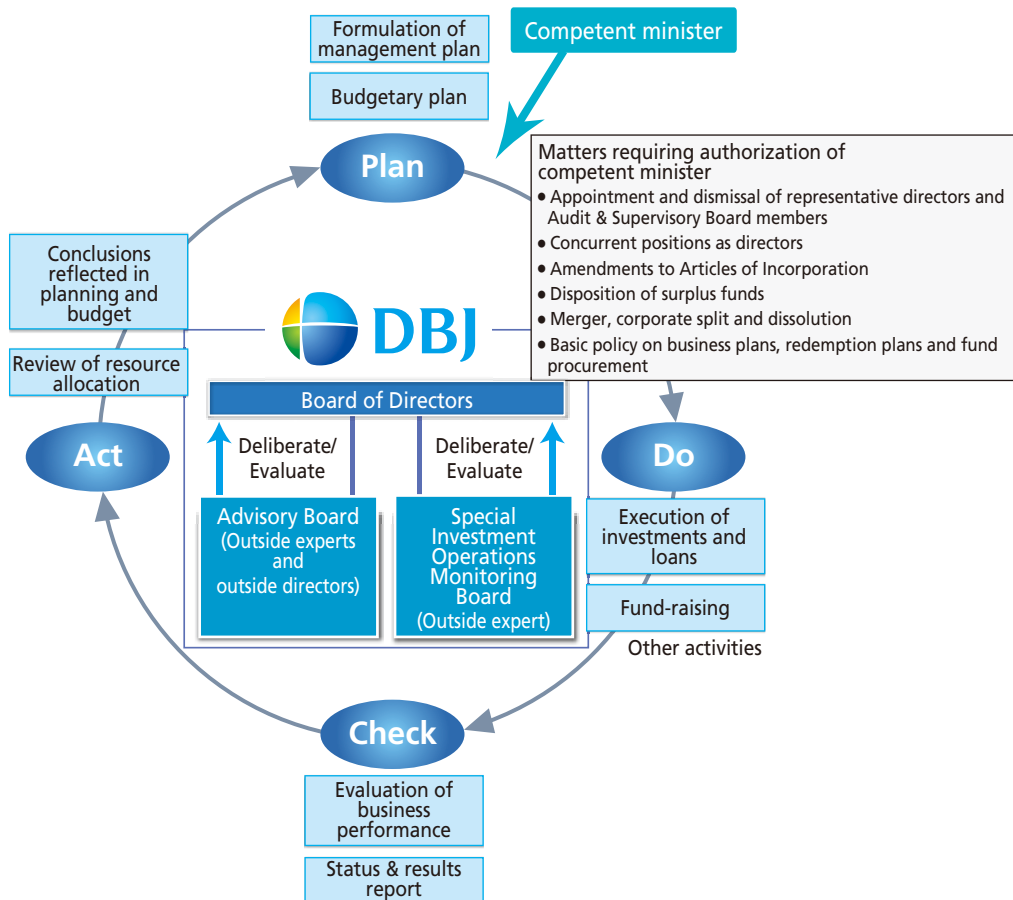 Formulation of
management plan
Competent minister
Budgetary plan
Plan
Matters requiring authorization of
competent minister
• Appointment and dismissal of representative directors and
Audit & Supervisory Board members
• Concurrent positions as directors
• Amendments to Articles of Incorporation
• Disposition of surplus funds
• Merger, corporate split and dissolution
• Basic policy on business plans, redemption plans and fund
procurement
Conclusions
reflected in
planning and
budget
Review of resource
allocation
Act
DBJ
Board of Directors
Deliberate/
Evaluate
Deliberate/
Evaluate
Advisory Board
(Outside experts
and
outside directors)
Special
Investment
Operations
Monitoring
Board
(Outside expert)
Do
Execution of
investments and
loans
Fund-raising
Other activities
Check
Evaluation of
business
performance
Status & results
report